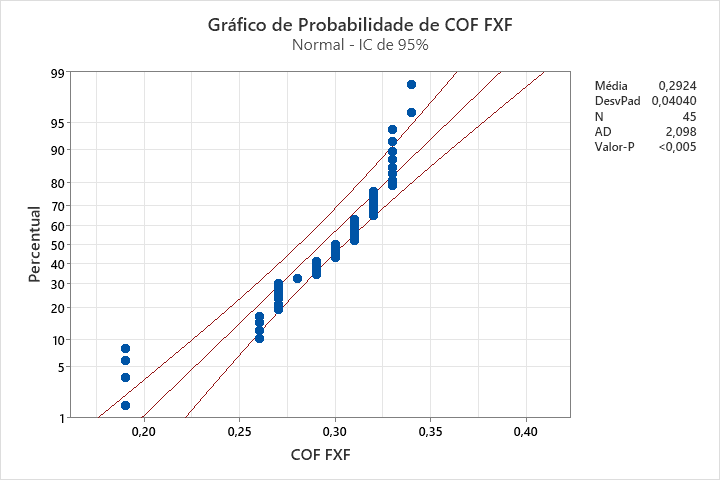 Gráfico de Probabilidade de COF FXF
Normal - IC de 95%
Média 0,2924
DesvPad 0,04040
N 45
AD 2,098
Valor-P <0,005
Percentual
99
95
90
80
70
60
50
40
30
20
10
5
1
0,20 0,25 0,30 0,35 0,40
COF FXF